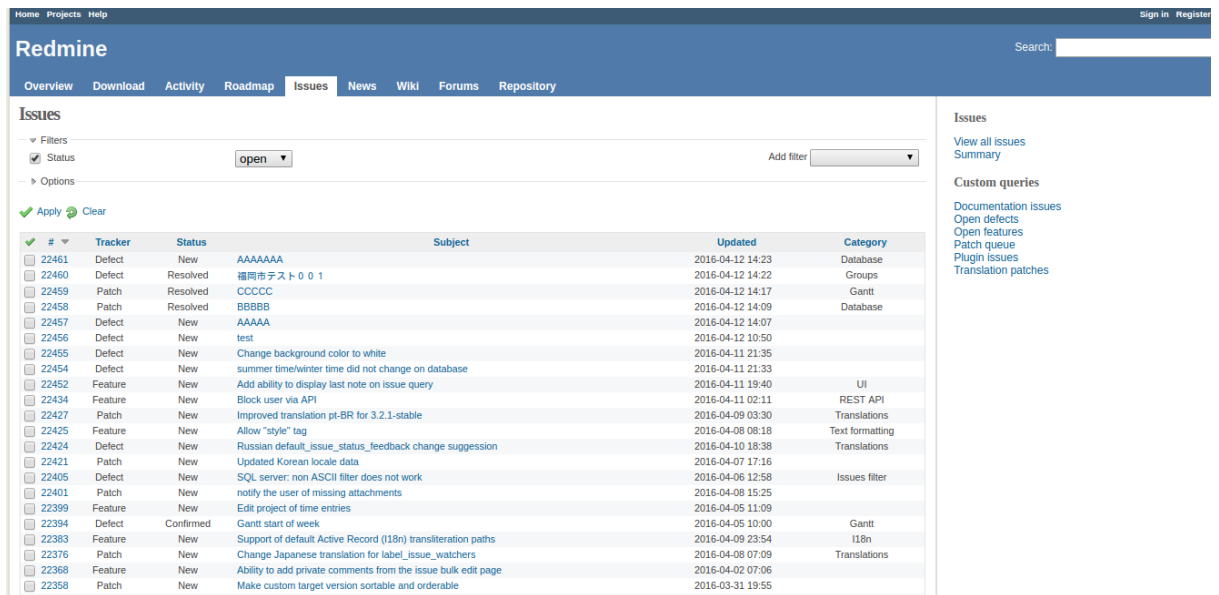 Home Projects Help Sign in Register
Redmine Search:
Overview Download Activity Roadmap Issues News Wiki Forums Repository
Issues
Filters
Status open Add filter
Options
Apply Clear
# Tracker Status Subject Updated Category
22461 Defect New AAAAAAA 2016-04-12 14:23 Database
22460 Defect Resolved 福岡市テスト００１ 2016-04-12 14:22 Groups
22459 Patch Resolved CCCCC 2016-04-12 14:17 Gantt
22458 Patch Resolved BBBBB 2016-04-12 14:09 Database
22457 Defect New AAAAA 2016-04-12 14:07
22456 Defect New test 2016-04-12 10:50
22455 Defect New Change background color to white 2016-04-11 21:35
22454 Defect New summer time/winter time did not change on database 2016-04-11 21:33
22452 Feature New Add ability to display last note on issue query 2016-04-11 19:40 UI
22434 Feature New Block user via API 2016-04-11 02:11 REST API
22427 Patch New Improved translation pt-BR for 3.2.1-stable 2016-04-09 03:30 Translations
22425 Feature New Allow "style" tag 2016-04-08 08:18 Text formatting
22424 Defect New Russian default_issue_status_feedback change suggession 2016-04-10 18:38 Translations
22421 Patch New Updated Korean locale data 2016-04-07 17:16
22405 Defect New SQL server: non ASCII filter does not work 2016-04-06 12:58 Issues filter
22401 Patch New notify the user of missing attachments 2016-04-08 15:25
22399 Feature New Edit project of time entries 2016-04-05 11:09
22394 Defect Confirmed Gantt start of week 2016-04-05 10:00 Gantt
22383 Feature New Support of default Active Record (I18n) transliteration paths 2016-04-09 23:54 I18n
22376 Patch New Change Japanese translation for label_issue_watchers 2016-04-08 07:09 Translations
22368 Feature New Ability to add private comments from the issue bulk edit page 2016-04-02 07:06
22358 Patch New Make custom target version sortable and orderable 2016-03-31 19:55
Issues
View all issues
Summary
Custom queries
Documentation issues
Open defects
Open features
Patch queue
Plugin issues
Translation patches